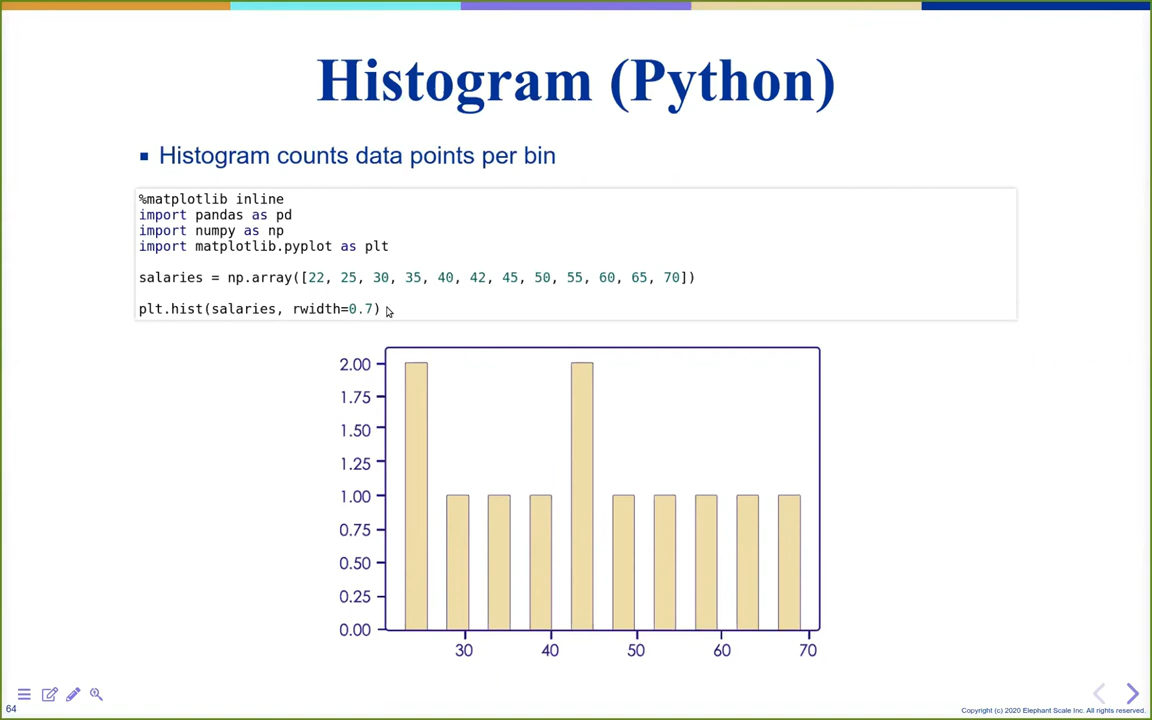 Histogram (Python)
Histogram counts data points per bin
%matplotlib inline
import pandas as pd
import numpy as np
import matplotlib.pyplot as plt
salaries = np.array([22, 25, 30, 35, 40, 42, 45, 50, 55, 60, 65, 70])
plt.hist(salaries, rwidth=0.7)
2.00
1.75
1.50
1.25
1.00
0.75
0.50
0.25
0.00
30 40 50 60 70
64
Copyright (c) 2020 Elephant Scale Inc. All rights reserved.